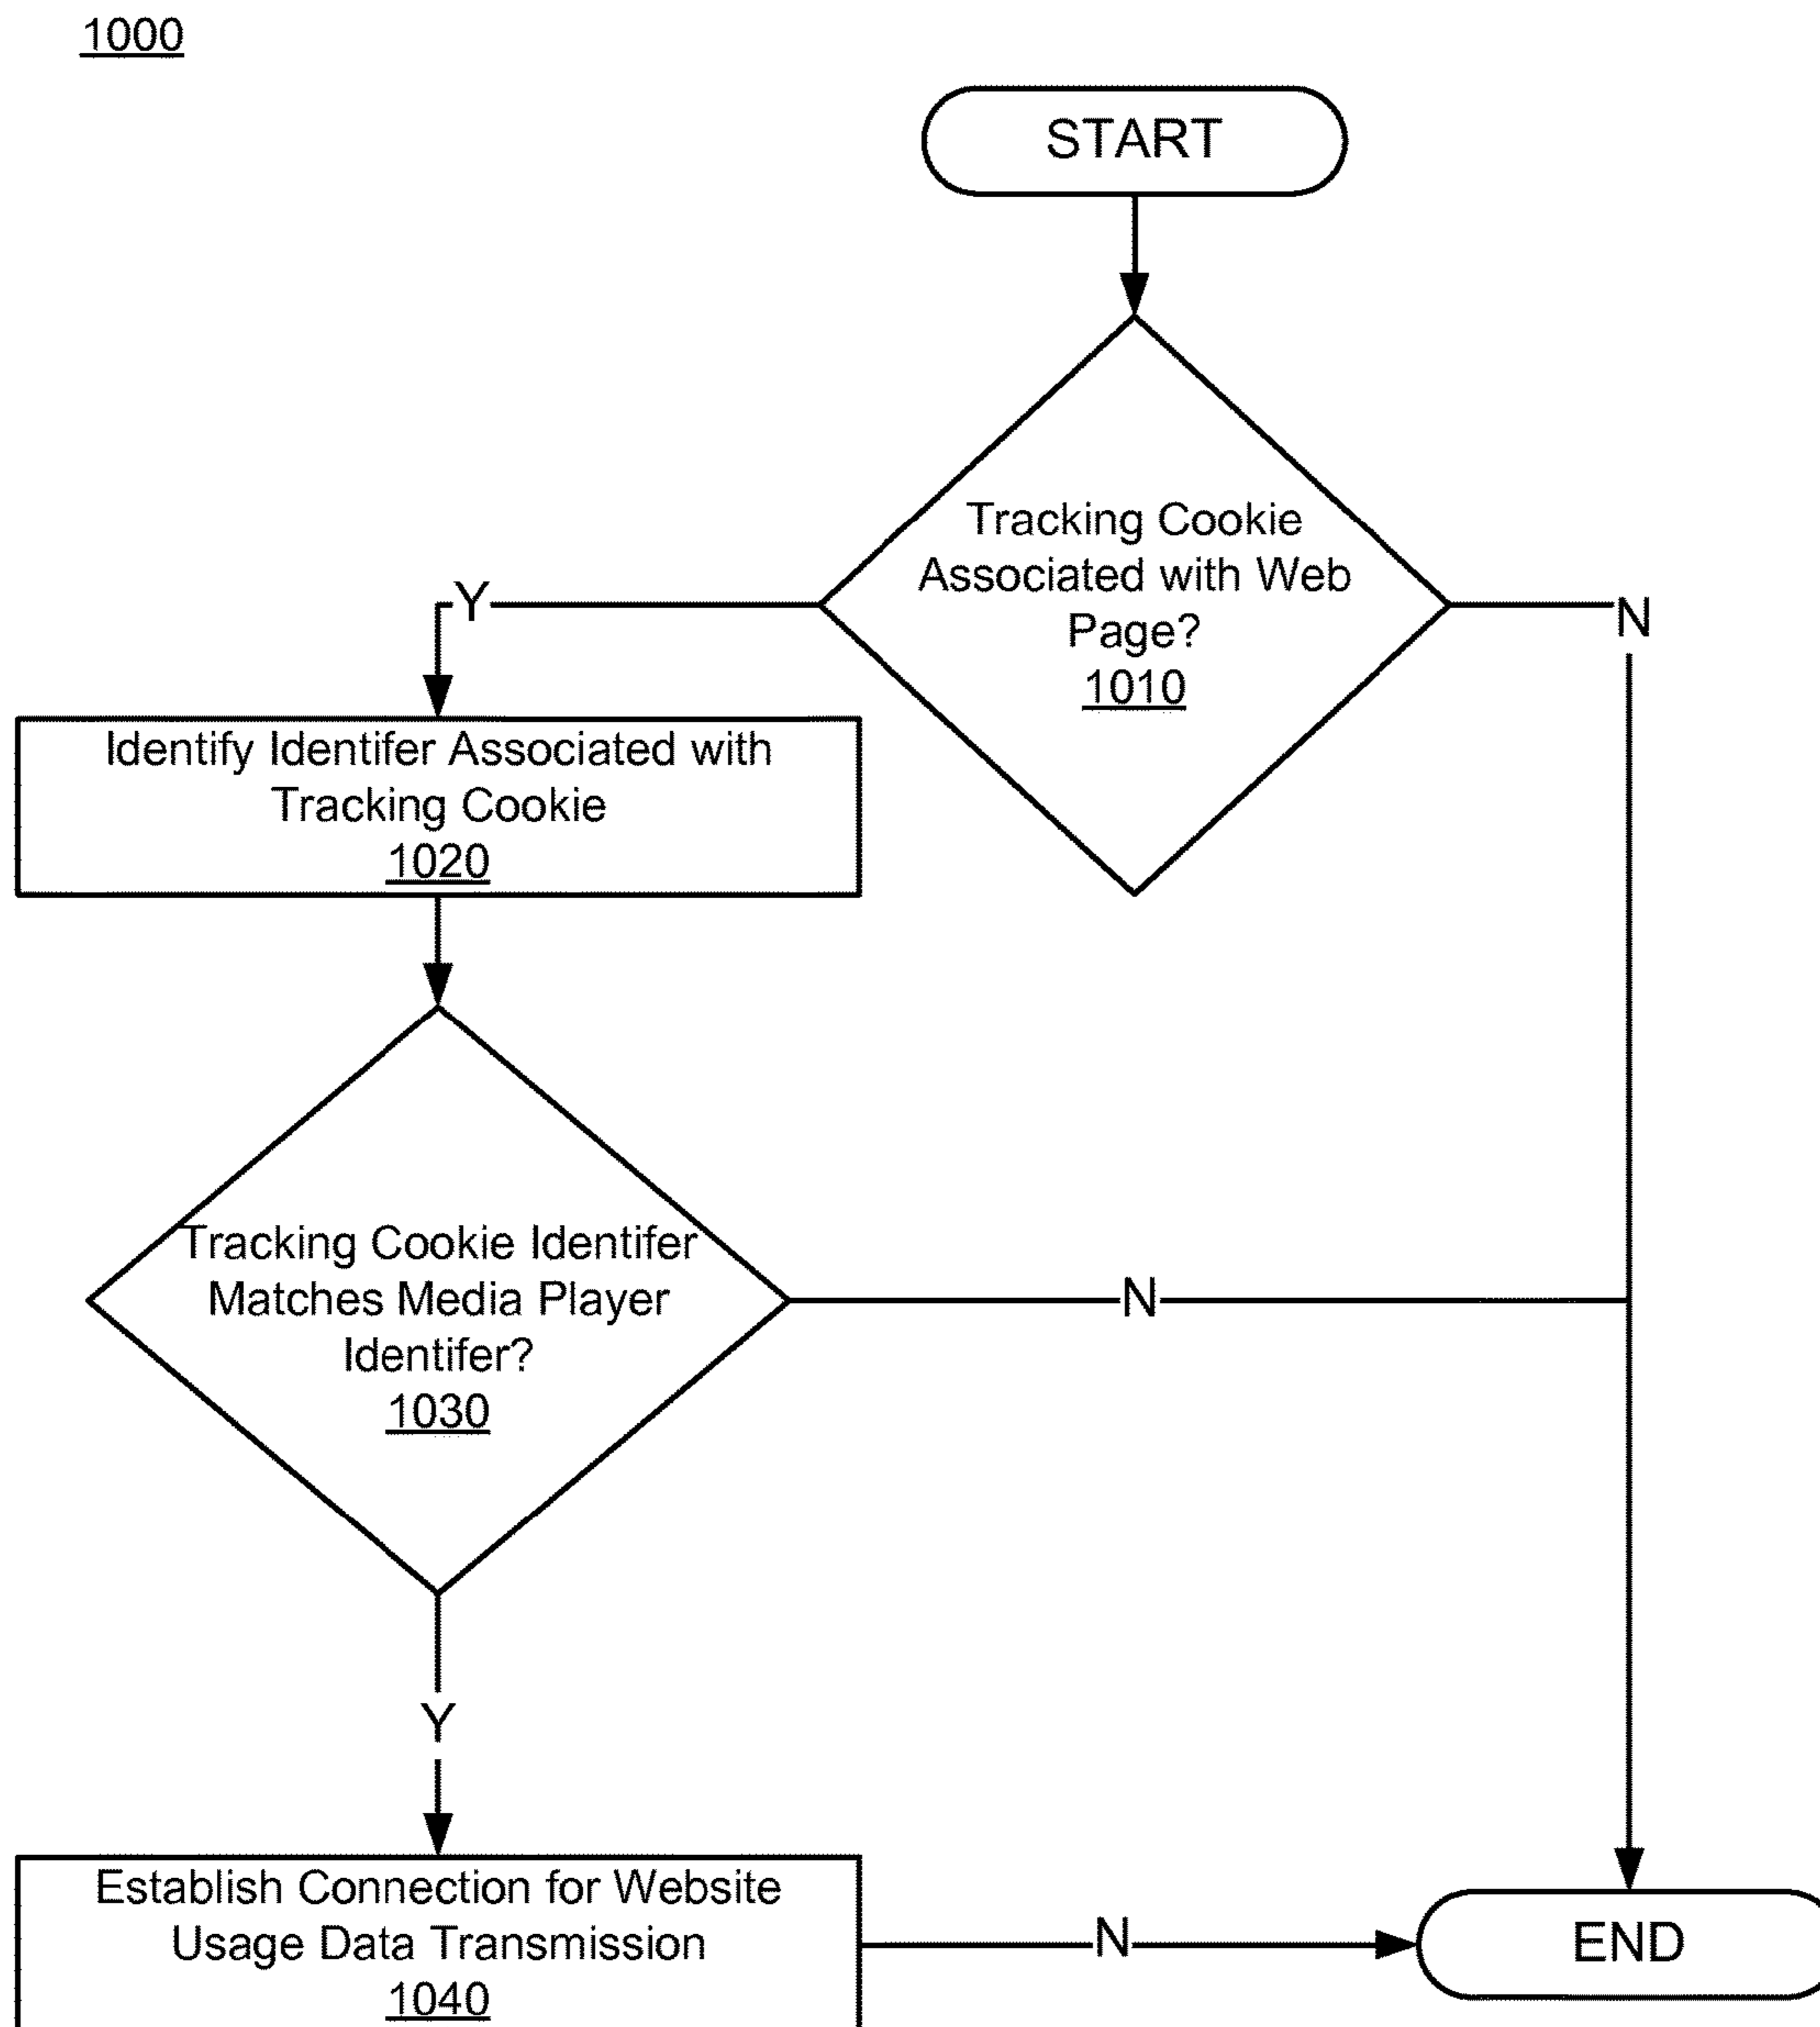 1000
START
Tracking Cookie
Associated with Web
Page?
1010
Y
N
Identify Identifer Associated with
Tracking Cookie
1020
Tracking Cookie Identifer
Matches Media Player
Identifer?
1030
N
Y
Establish Connection for Website
Usage Data Transmission
1040
N
END